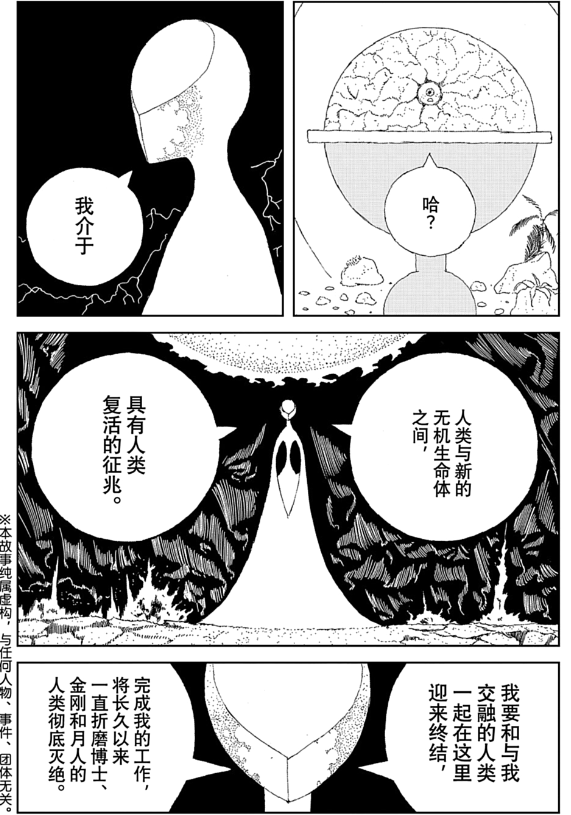 哈？
我介于
人类与新的
无机生命体
之间，
具有人类
复活的征兆。
我要和与我
交融的人类
一起在这里
迎来终结，
完成我的工作，
将长久以来
一直折磨博士、
金刚和月人的
人类彻底灭绝。
※本故事纯属虚构，与任何人物、事件、团体无关。